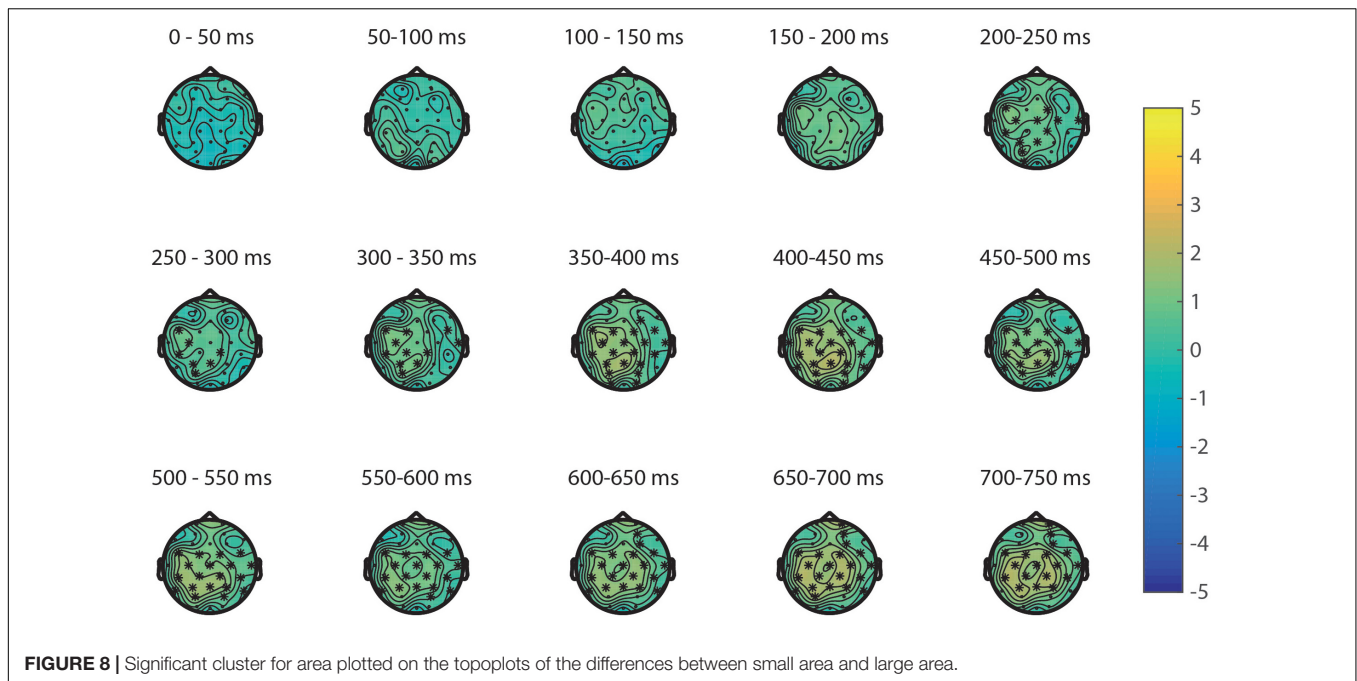 0 - 50 ms
50-100 ms
100 - 150 ms
150 - 200 ms
200-250 ms
250 - 300 ms
300 - 350 ms
350-400 ms
400-450 ms
450-500 ms
500 - 550 ms
550-600 ms
600-650 ms
650-700 ms
700-750 ms
5
4
3
2
1
0
-1
-2
-3
-4
-5
FIGURE 8 | Significant cluster for area plotted on the topoplots of the differences between small area and large area.